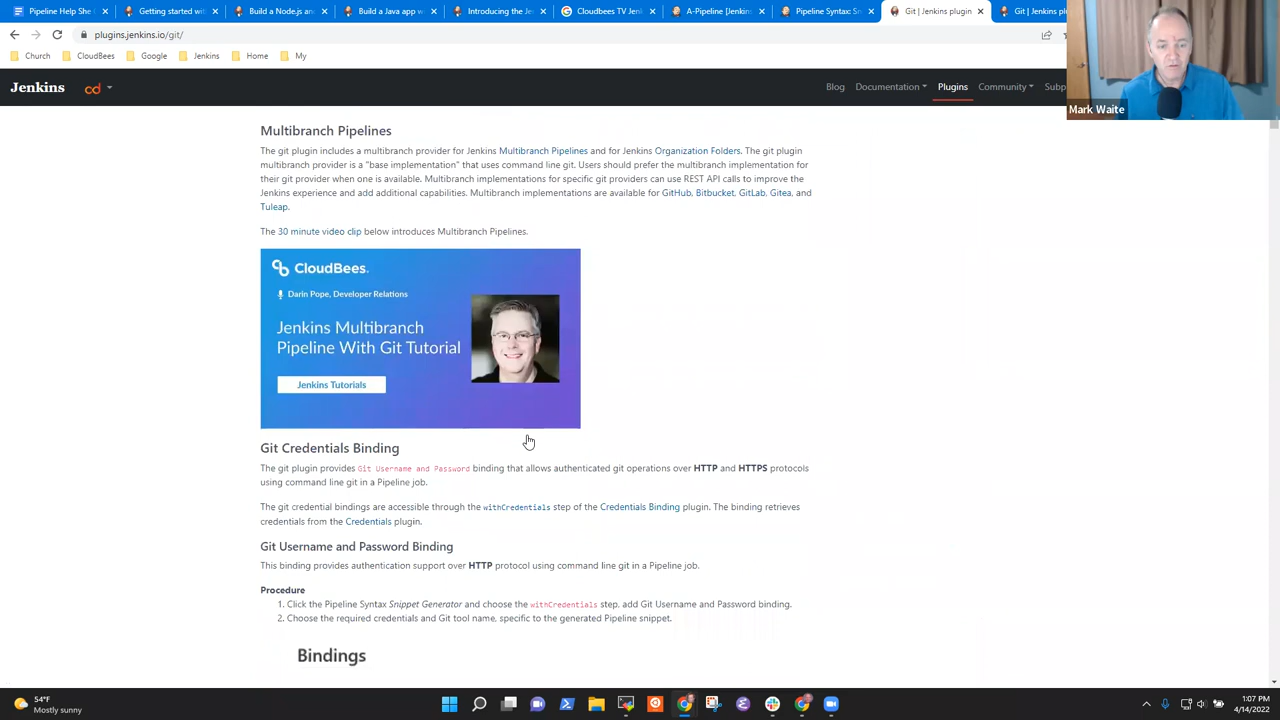 Pipeline Help She
Getting started wit
Build a Node.js and
Build a Java app w
Introducing the Je
Cloudbees TV Jenk
A-Pipeline [Jenkins
Pipeline Syntax: Sn
Git | Jenkins plugin
Git | Jenkins pl
plugins.jenkins.io/git/
Church
CloudBees
Google
Jenkins
Home
My
Jenkins
cd
Blog
Documentation
Plugins
Community
Mark Waite
Multibranch Pipelines
The git plugin includes a multibranch provider for Jenkins Multibranch Pipelines and for Jenkins Organization Folders. The git plugin
multibranch provider is a "base implementation" that uses command line git. Users should prefer the multibranch implementation for
their git provider when one is available. Multibranch implementations for specific git providers can use REST API calls to improve the
Jenkins experience and add additional capabilities. Multibranch implementations are available for GitHub, Bitbucket, GitLab, Gitea, and
Tuleap.
The 30 minute video clip below introduces Multibranch Pipelines.
CloudBees.
Darin Pope, Developer Relations
Jenkins Multibranch
Pipeline With Git Tutorial
Jenkins Tutorials
Git Credentials Binding
The git plugin provides Git Username and Password binding that allows authenticated git operations over HTTP and HTTPS protocols
using command line git in a Pipeline job.
The git credential bindings are accessible through the withCredentials step of the Credentials Binding plugin. The binding retrieves
credentials from the Credentials plugin.
Git Username and Password Binding
This binding provides authentication support over HTTP protocol using command line git in a Pipeline job.
Procedure
1. Click the Pipeline Syntax Snippet Generator and choose the withCredentials step, add Git Username and Password binding.
2. Choose the required credentials and Git tool name, specific to the generated Pipeline snippet.
Bindings
54°F
Mostly sunny
1:07 PM
4/14/2022